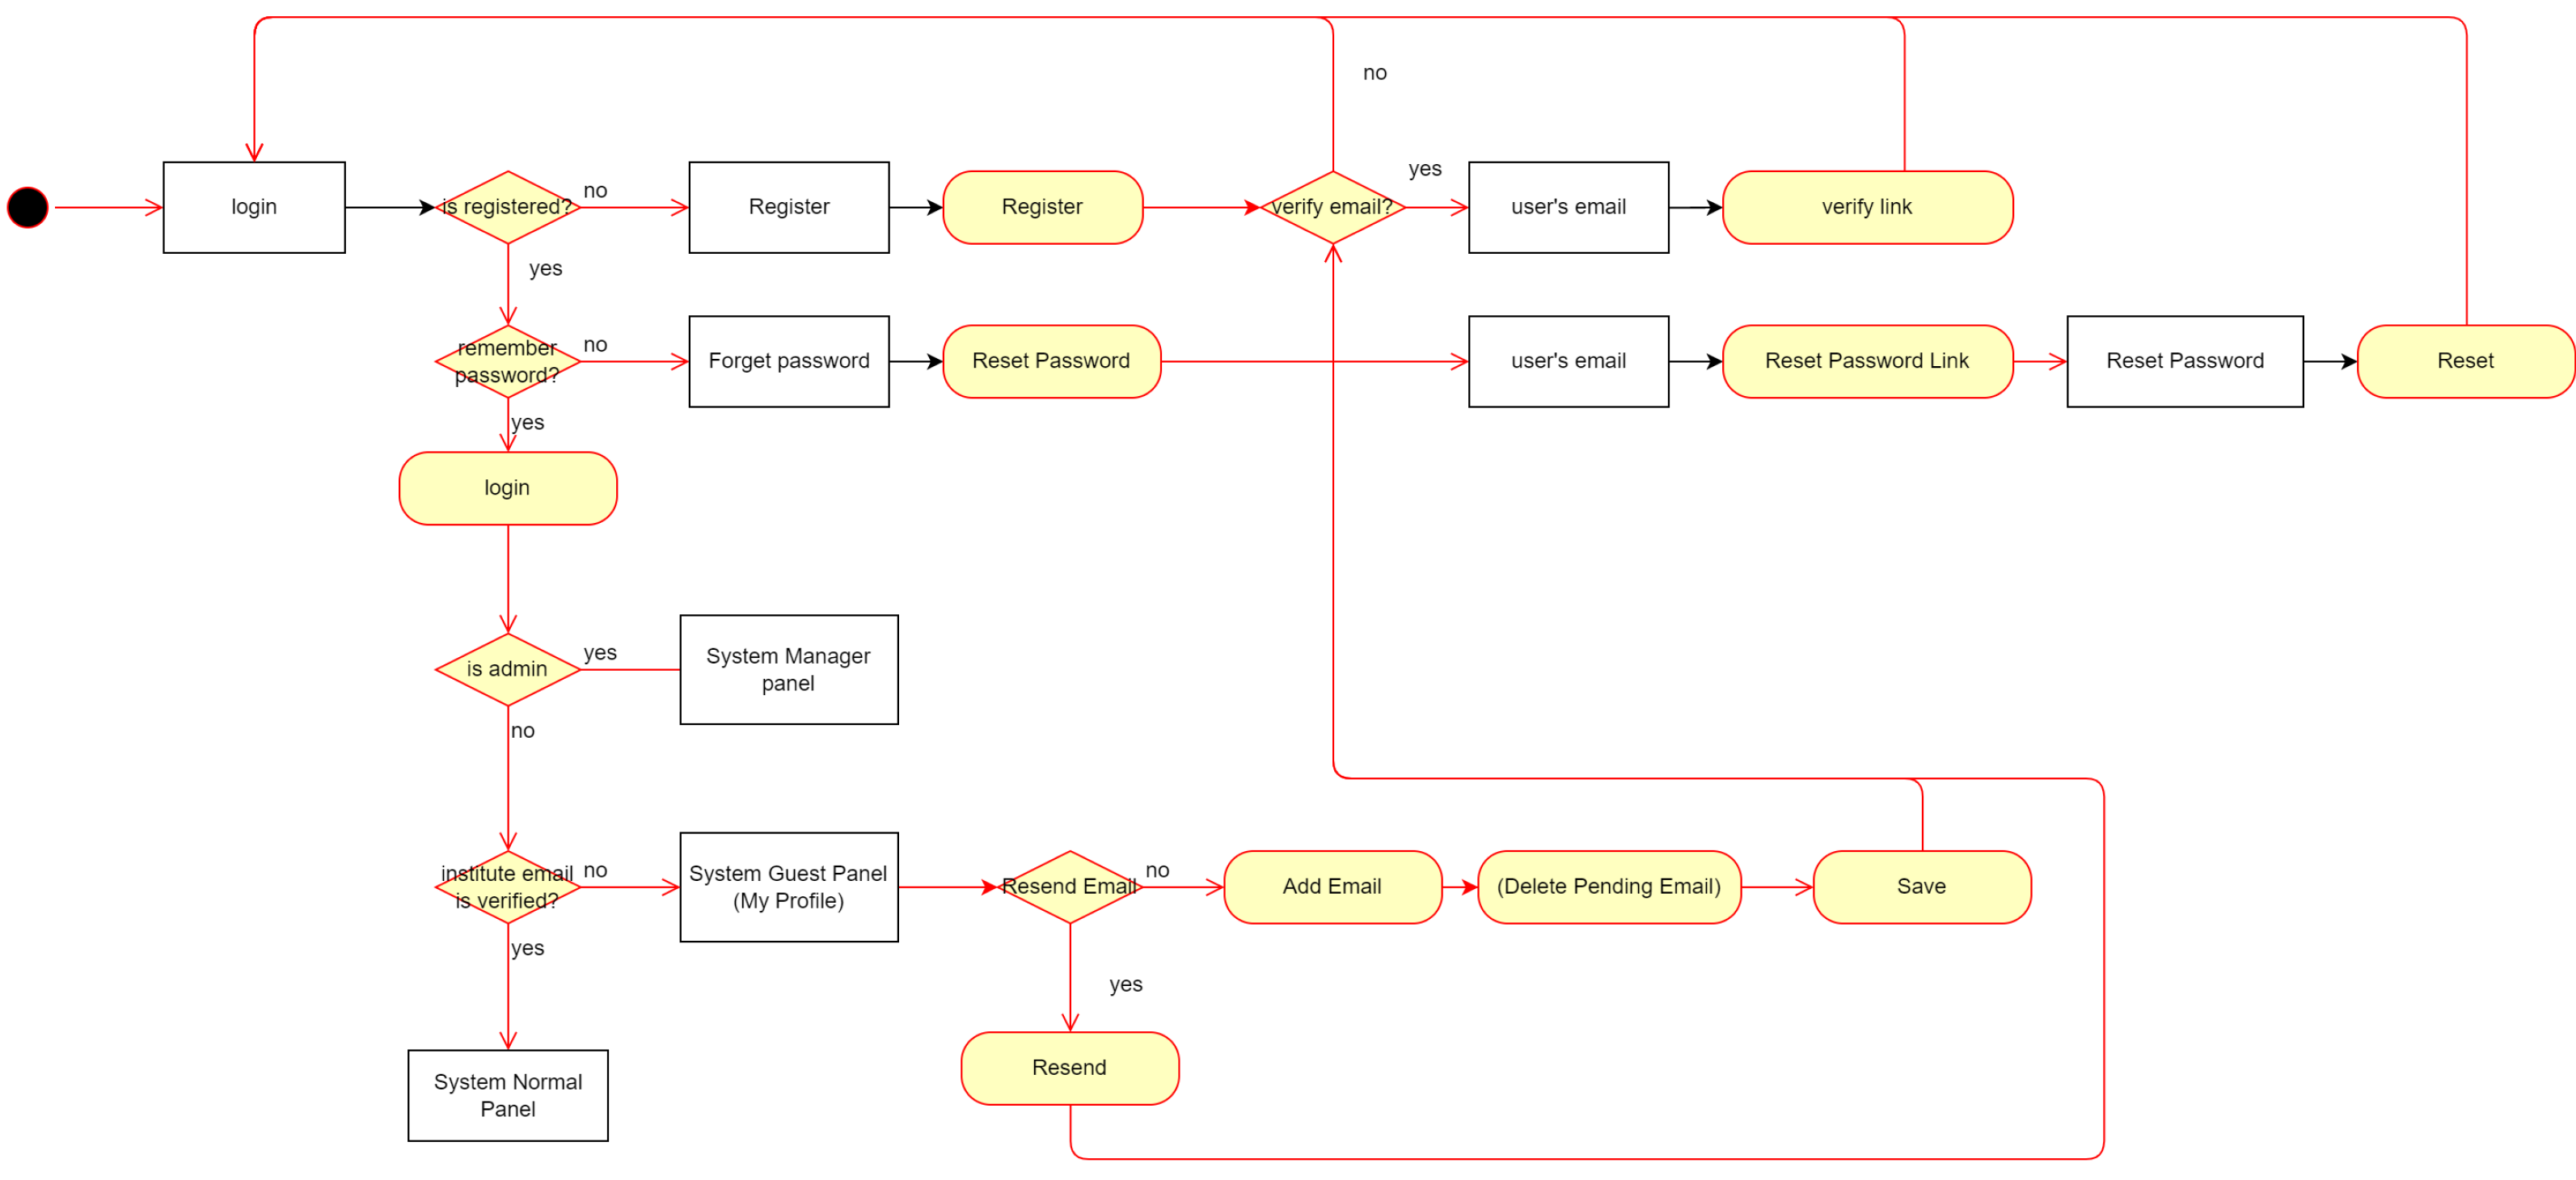 no
yes
login
is registered?
no
Register
Register
verify email?
user's email
verify link
yes
remember
password?
no
Forget password
Reset Password
user's email
Reset Password Link
Reset Password
Reset
yes
login
is admin
yes
System Manager
panel
no
institute email
is verified?
no
System Guest Panel
(My Profile)
Resend Email
no
Add Email
(Delete Pending Email)
Save
yes
yes
Resend
System Normal
Panel